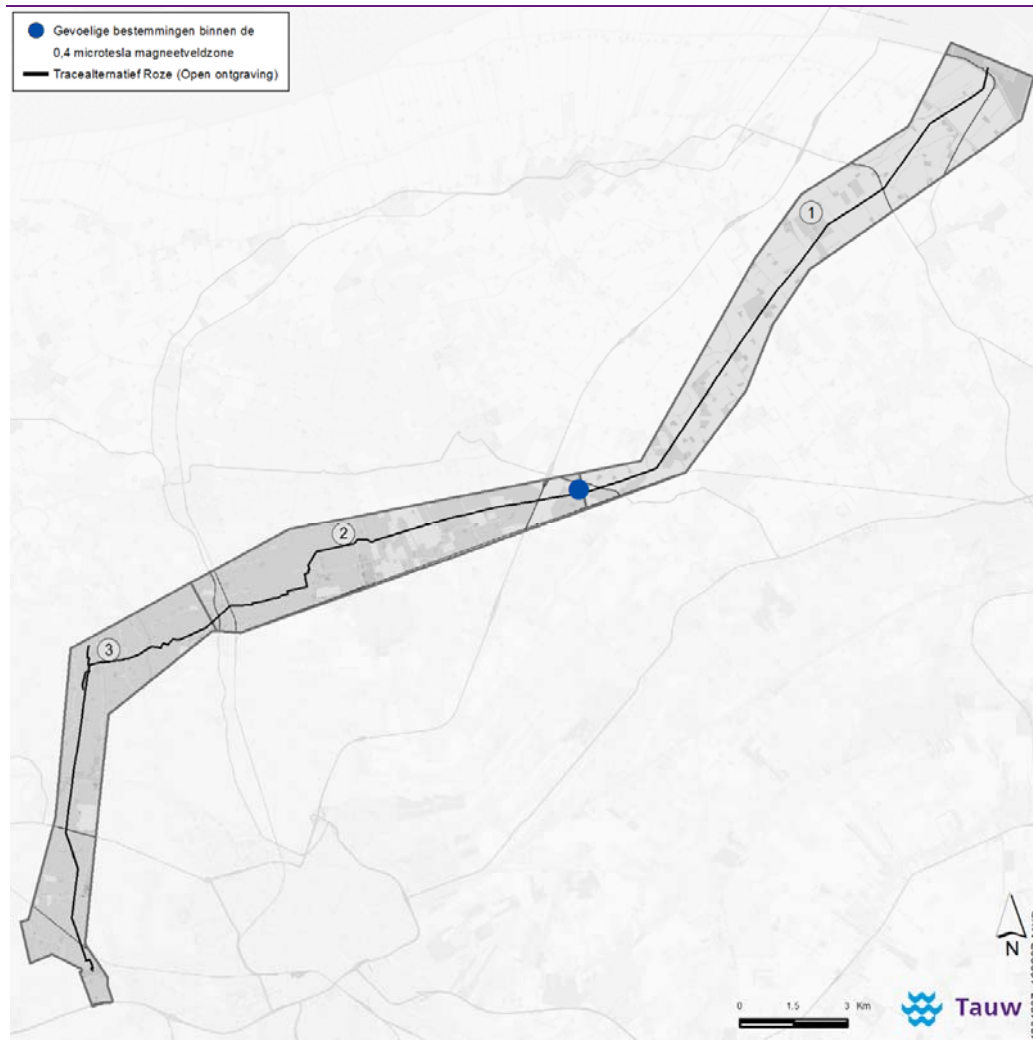 Gevoelige bestemmingen binnen de
0,4 microtesla magneetveldzone
Tracealternatief Roze (Open ontgraving)
1
2
3
N
0 1.5 3 Km
Tauw